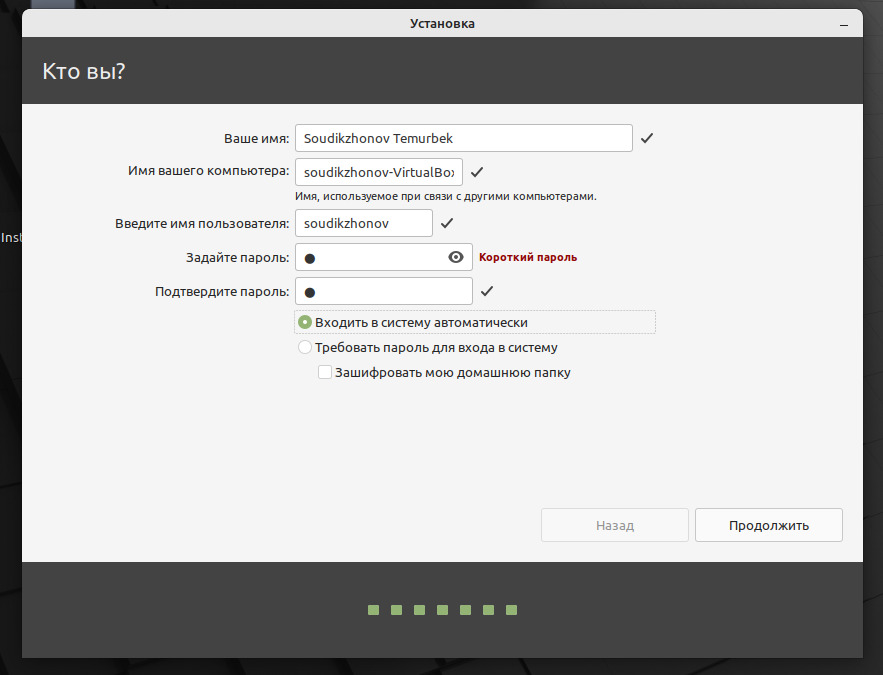 Установка
Кто вы?
Ваше имя: Soudikzhonov Temurbek
Имя вашего компьютера: soudikzhonov-VirtualBox
Имя, используемое при связи с другими компьютерами.
Введите имя пользователя: soudikzhonov
Inst
Задайте пароль: ● Короткий пароль
Подтвердите пароль: ●
Входить в систему автоматически
Требовать пароль для входа в систему
Зашифровать мою домашнюю папку
Назад Продолжить